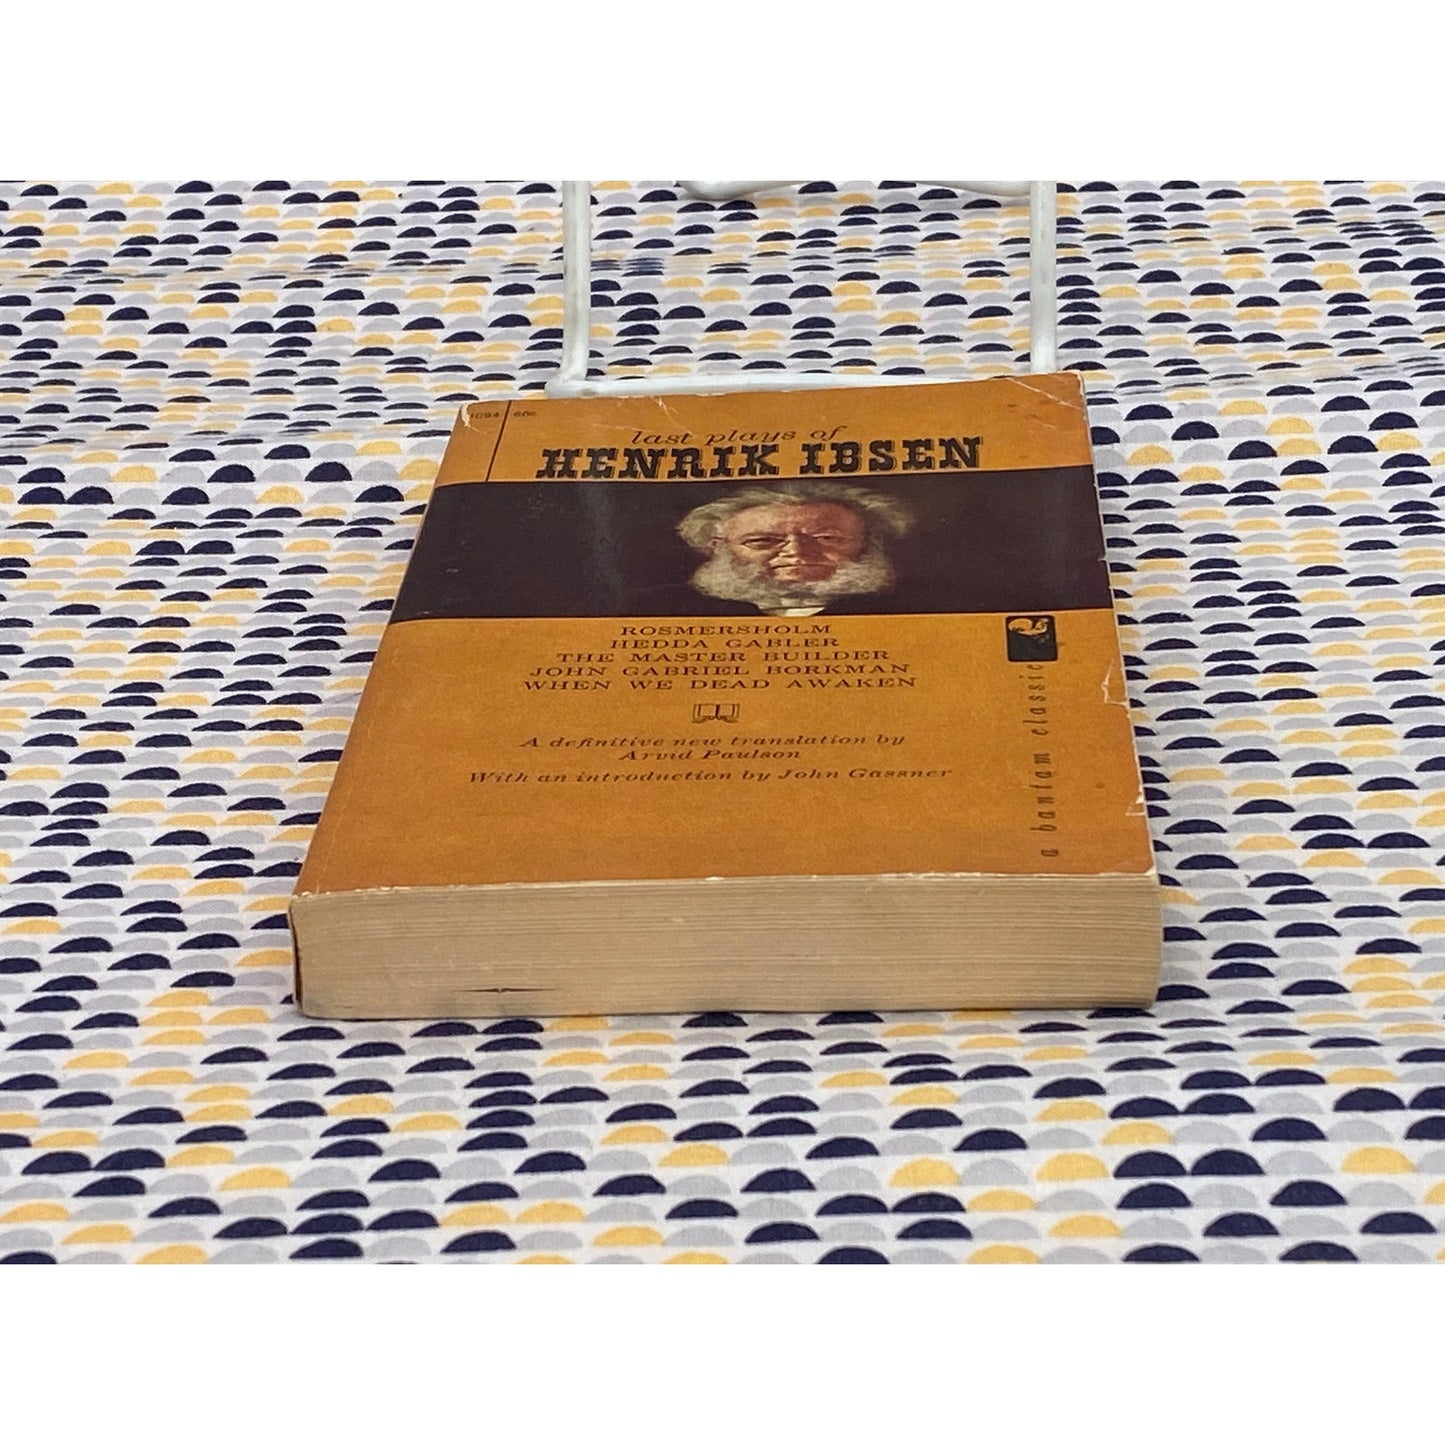 60c
last plays of
HENRIK IBSEN
ROSMERSHOLM
HEDDA GABLER
THE MASTER BUILDER
JOHN GABRIEL BORKMAN
WHEN WE DEAD AWAKEN
A definitive new translation by
Arvid Paulson
With an introduction by John Gassner
a bantam classic